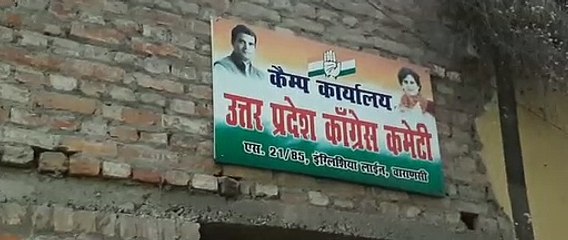 कैम्प कार्यालय
उत्तर प्रदेश काँग्रेस कमेटी
एस. 21/85, इंग्लिशिया लाईन, वाराणसी